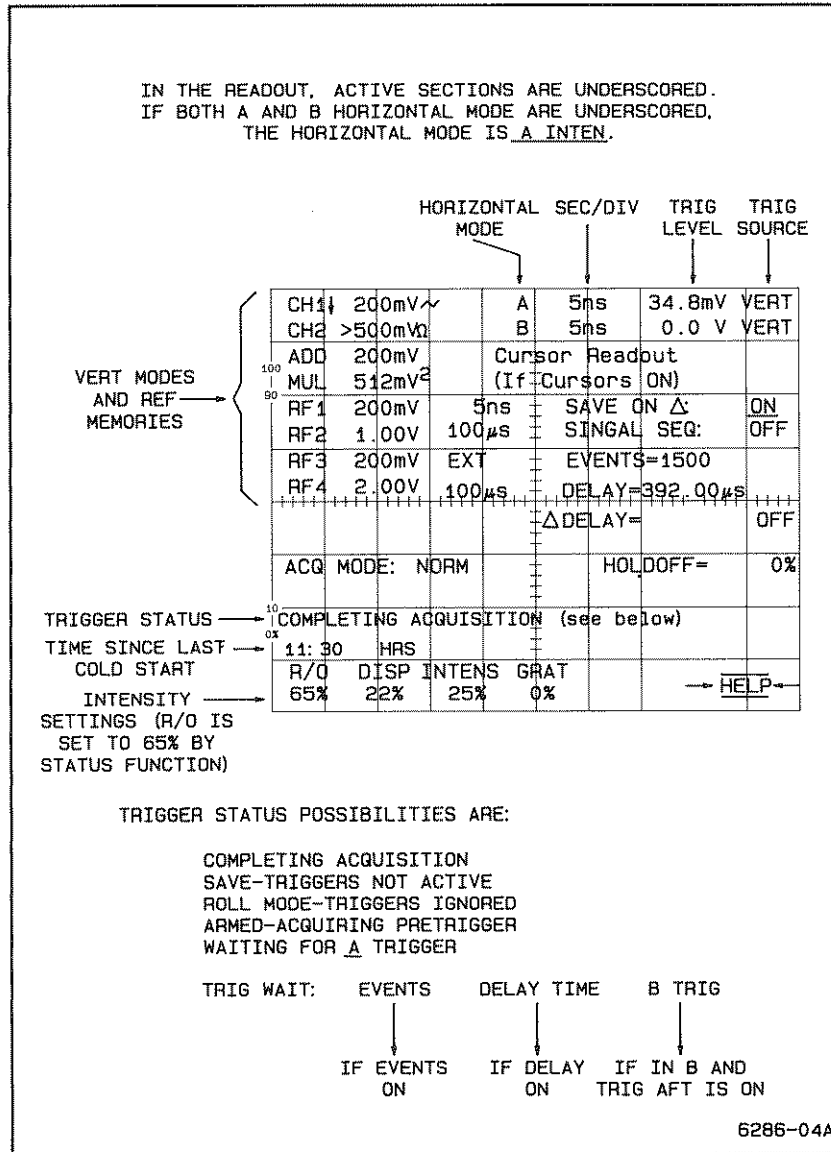 IN THE READOUT, ACTIVE SECTIONS ARE UNDERSCORED.
IF BOTH A AND B HORIZONTAL MODE ARE UNDERSCORED,
THE HORIZONTAL MODE IS A INTEN.
HORIZONTAL MODE
SEC/DIV
TRIG LEVEL
TRIG SOURCE
CH1↓ 200mV∿ A 5ns 34.8mV VERT
CH2 >500mVΩ B 5ns 0.0 V VERT
ADD 200mV Cursor Readout
100
MUL 512mV² (If Cursors ON)
90
RF1 200mV 5ns SAVE ON Δ: ON
RF2 1.00V 100µs SINGAL SEQ: OFF
RF3 200mV EXT EVENTS=1500
RF4 2.00V 100µs DELAY=392.00µs
ΔDELAY= OFF
ACQ MODE: NORM HOLDOFF= 0%
10
COMPLETING ACQUISITION (see below)
0%
11:30 HRS
R/O DISP INTENS GRAT
65% 22% 25% 0% HELP
VERT MODES
AND REF
MEMORIES
TRIGGER STATUS
TIME SINCE LAST
COLD START
INTENSITY
SETTINGS (R/O IS
SET TO 65% BY
STATUS FUNCTION)
TRIGGER STATUS POSSIBILITIES ARE:
COMPLETING ACQUISITION
SAVE-TRIGGERS NOT ACTIVE
ROLL MODE-TRIGGERS IGNORED
ARMED-ACQUIRING PRETRIGGER
WAITING FOR A TRIGGER
TRIG WAIT: EVENTS DELAY TIME B TRIG
IF EVENTS
ON
IF DELAY
ON
IF IN B AND
TRIG AFT IS ON
6286-04A